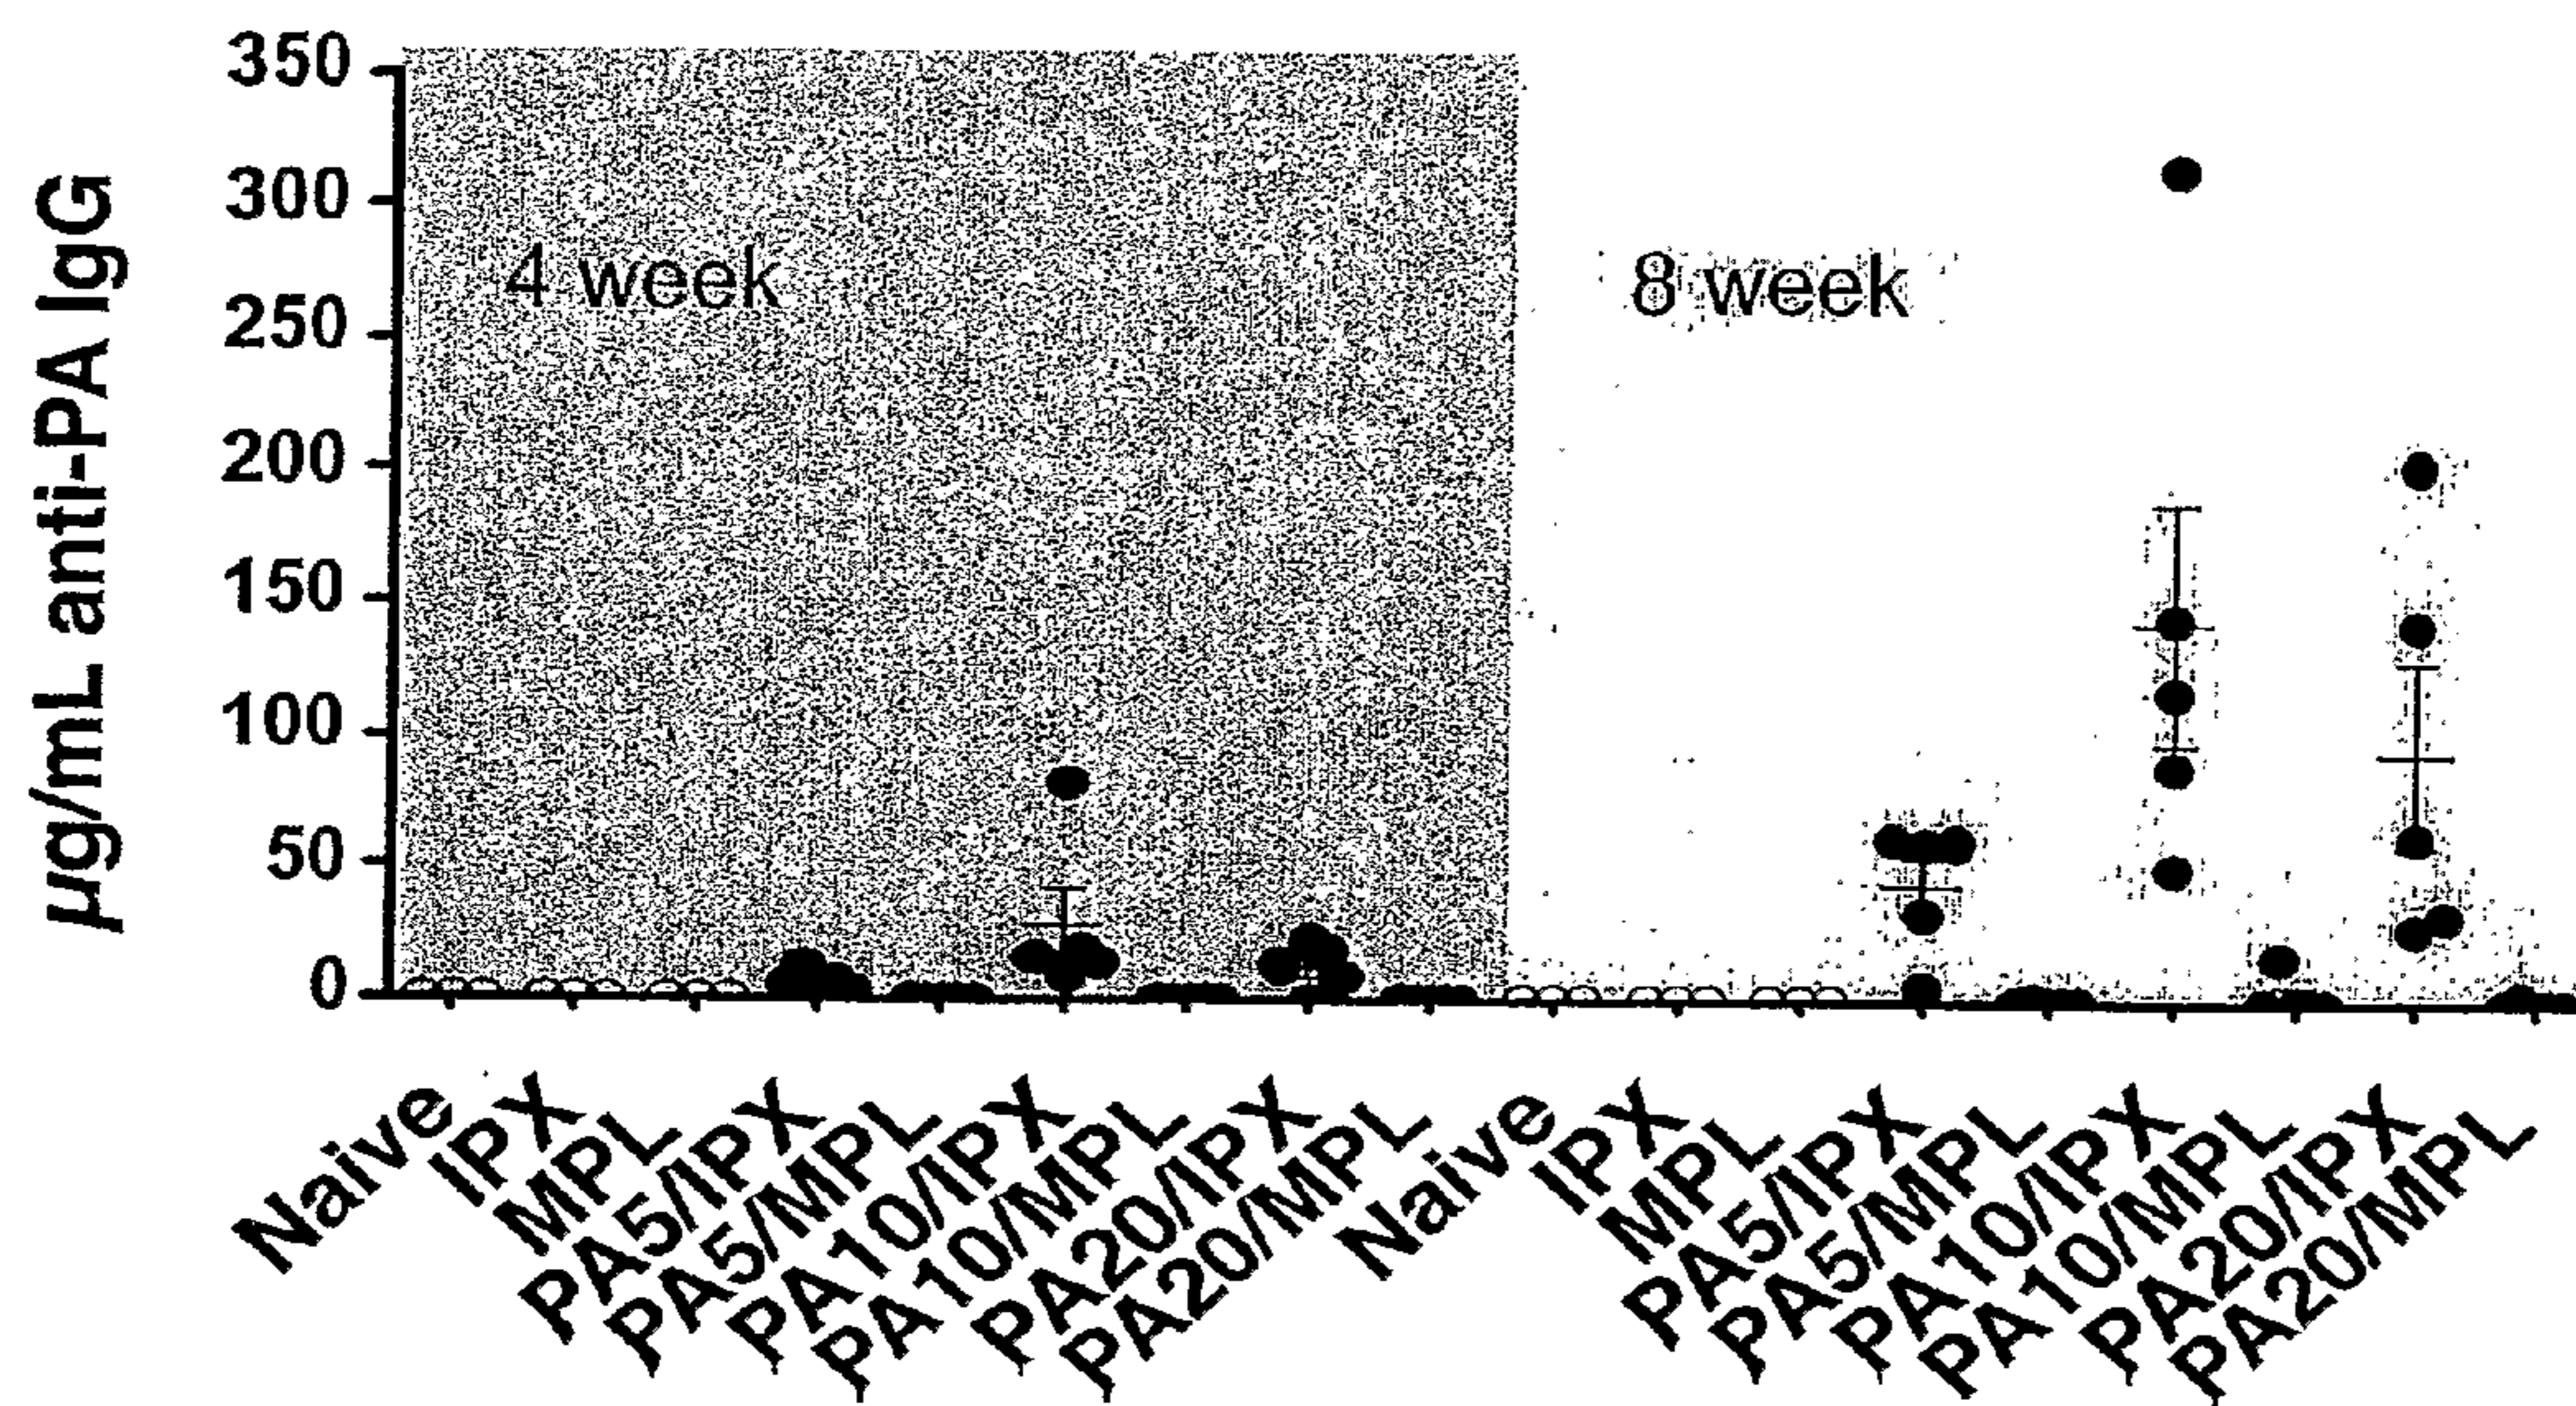 µg/mL anti-PA IgG
350
300
250
200
150
100
50
0
4 week
8 week
Naive
IPX
MPL
PA5/IPX
PA5/MPL
PA10/IPX
PA10/MPL
PA20/IPX
PA20/MPL
Naive
IPX
MPL
PA5/IPX
PA5/MPL
PA10/IPX
PA10/MPL
PA20/IPX
PA20/MPL